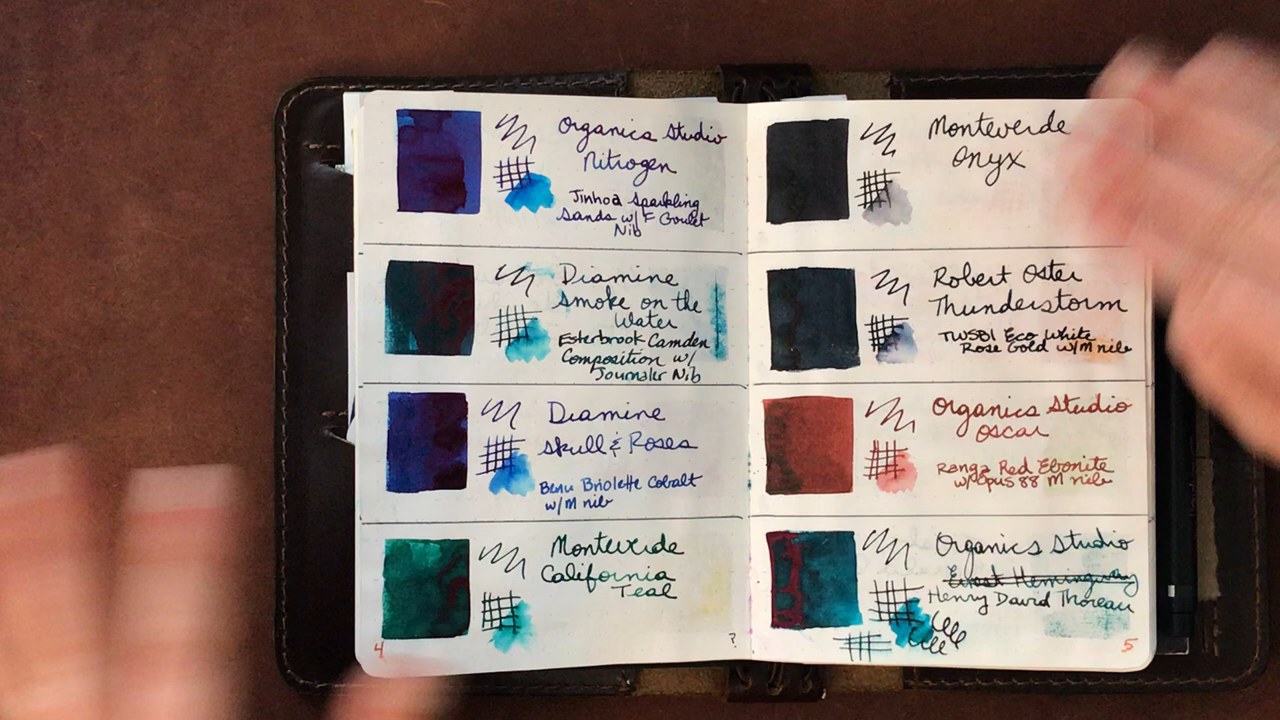 Organics Studio
Nitrogen
Jinhao Sparkling
Sands w/ F Goulet
Nib
Diamine
Smoke on the
Water
Esterbrook Camden
Composition w/
Journaler Nib
Diamine
Skull & Roses
Benu Briolette Cobalt
w/ M nib
Monteverde
California
Teal
4
?
Monteverde
Onyx
Robert Oster
Thunderstorm
TWSBI Eco White
Rose Gold w/ M nib
Organics Studio
Oscar
Ranga Red Ebonite
w/ Opus 88 M nib
Organics Studio
Ernest Hemingway
Henry David Thoreau
5